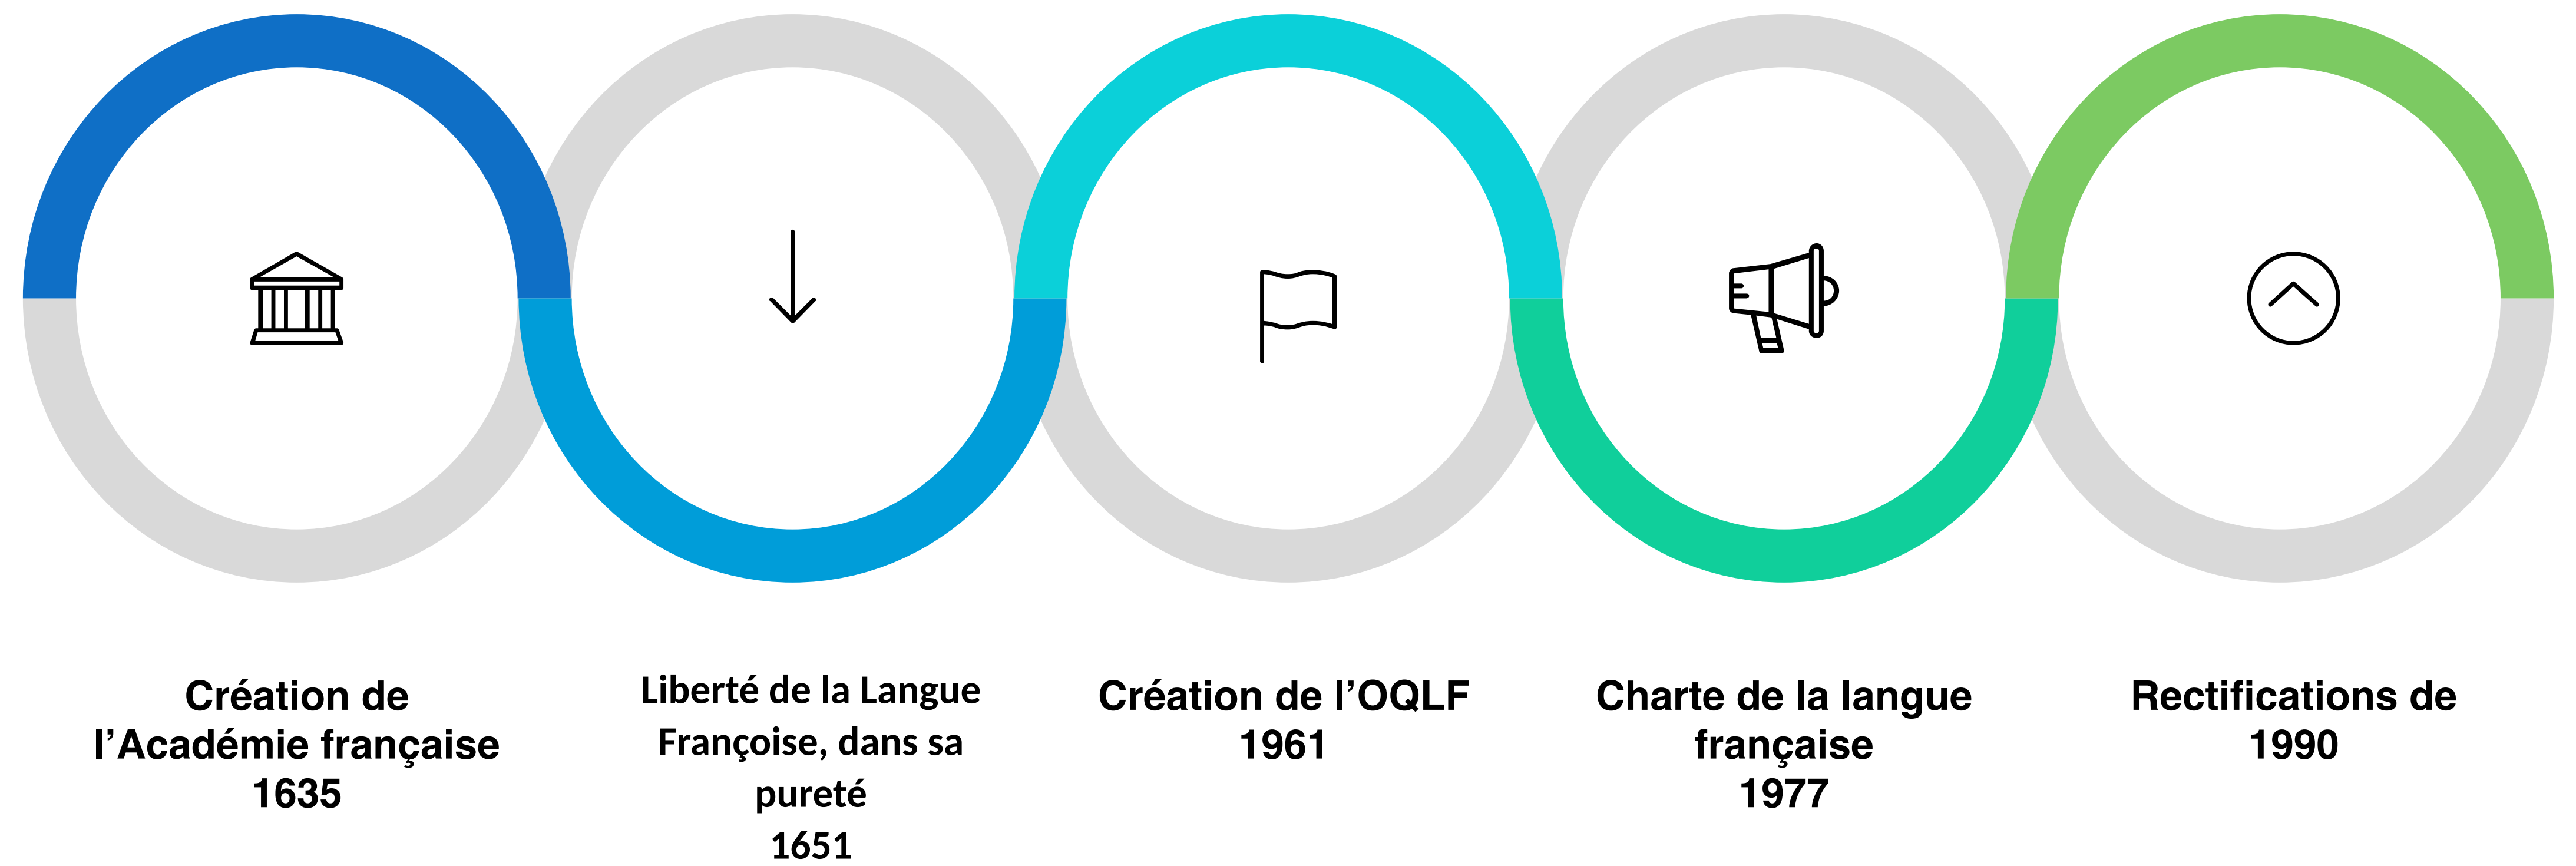 Création de
l’Académie française
1635
Liberté de la Langue
Françoise, dans sa
pureté
1651
Création de l’OQLF
1961
Charte de la langue
française
1977
Rectifications de
1990